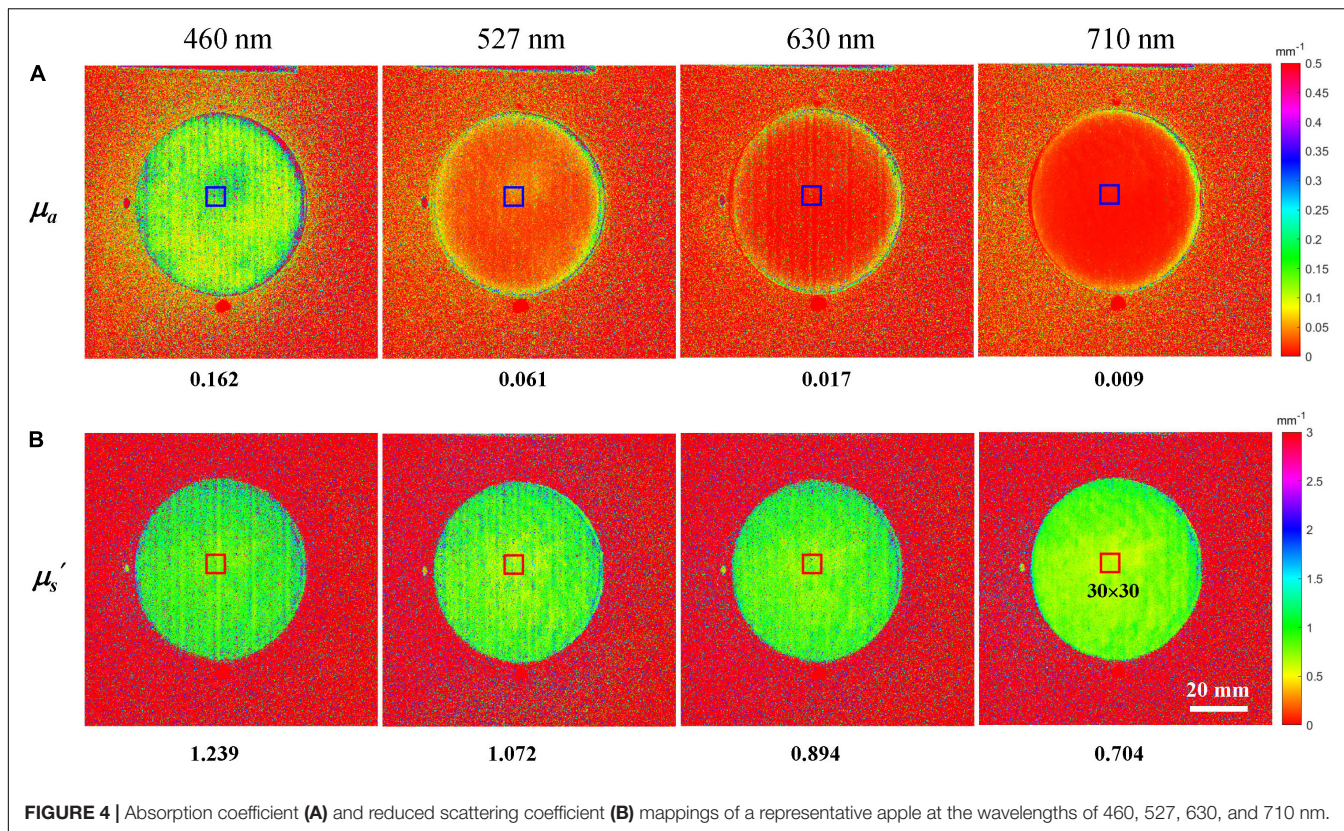 460 nm 527 nm 630 nm 710 nm
A
mm⁻¹
0.5
0.45
0.4
0.35
0.3
0.25
0.2
0.15
0.1
0.05
0
μa
0.162 0.061 0.017 0.009
B
mm⁻¹
3
2.5
2
1.5
1
0.5
0
μs′
30×30
20 mm
1.239 1.072 0.894 0.704
FIGURE 4 | Absorption coefficient (A) and reduced scattering coefficient (B) mappings of a representative apple at the wavelengths of 460, 527, 630, and 710 nm.